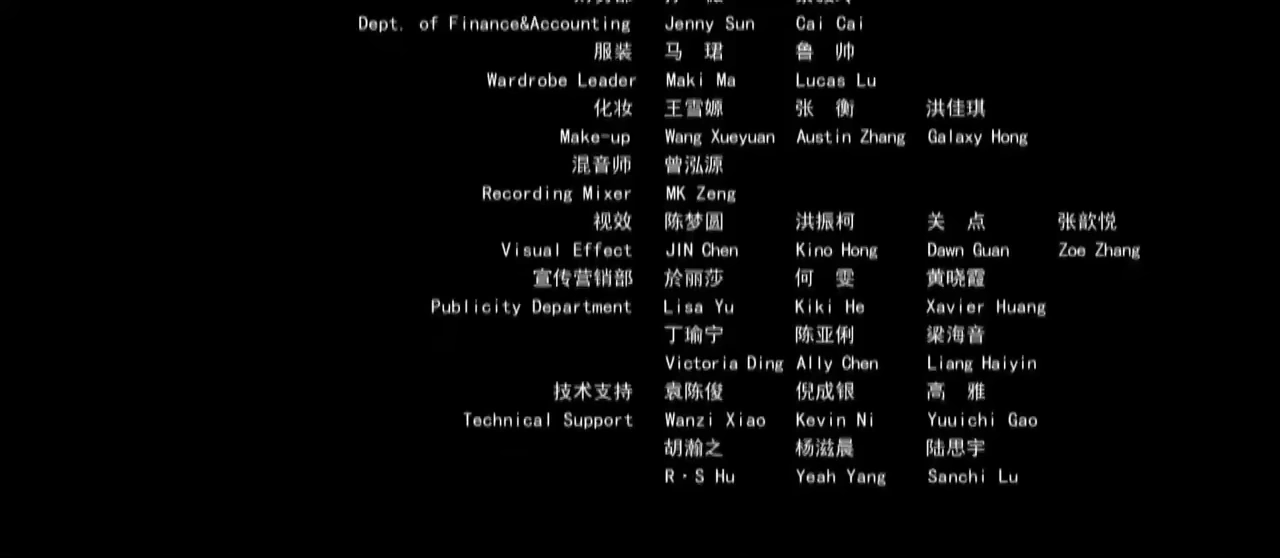 Dept. of Finance&Accounting Jenny Sun Cai Cai
服装 马 珺 鲁 帅
Wardrobe Leader Maki Ma Lucas Lu
化妆 王雪嫄 张 衡 洪佳琪
Make-up Wang Xueyuan Austin Zhang Galaxy Hong
混音师 曾泓源
Recording Mixer MK Zeng
视效 陈梦圆 洪振柯 关 点 张歆悦
Visual Effect JIN Chen Kino Hong Dawn Guan Zoe Zhang
宣传营销部 於丽莎 何 雯 黄晓霞
Publicity Department Lisa Yu Kiki He Xavier Huang
丁瑜宁 陈亚俐 梁海音
Victoria Ding Ally Chen Liang Haiyin
技术支持 袁陈俊 倪成银 高 雅
Technical Support Wanzi Xiao Kevin Ni Yuuichi Gao
胡瀚之 杨滋晨 陆思宇
R·S Hu Yeah Yang Sanchi Lu